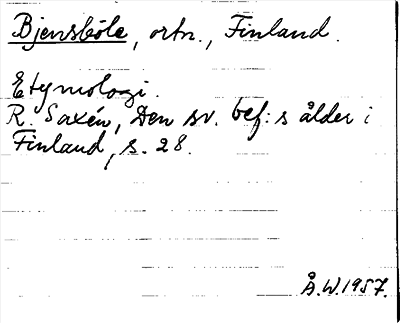 Bjensböle, ortn., Finland.
Etymologi.
R. Saxén, Den sv. bef:s ålder i
Finland, s. 28.
Å.W.1957.